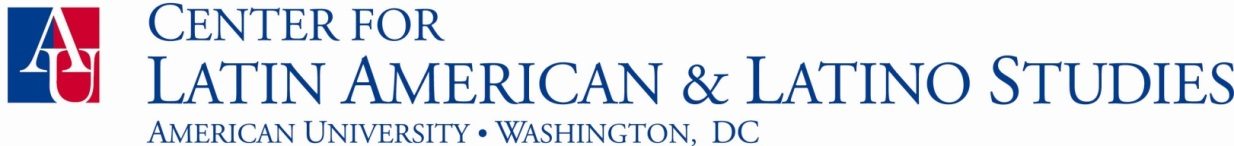 AU
CENTER FOR
LATIN AMERICAN & LATINO STUDIES
AMERICAN UNIVERSITY • WASHINGTON, DC